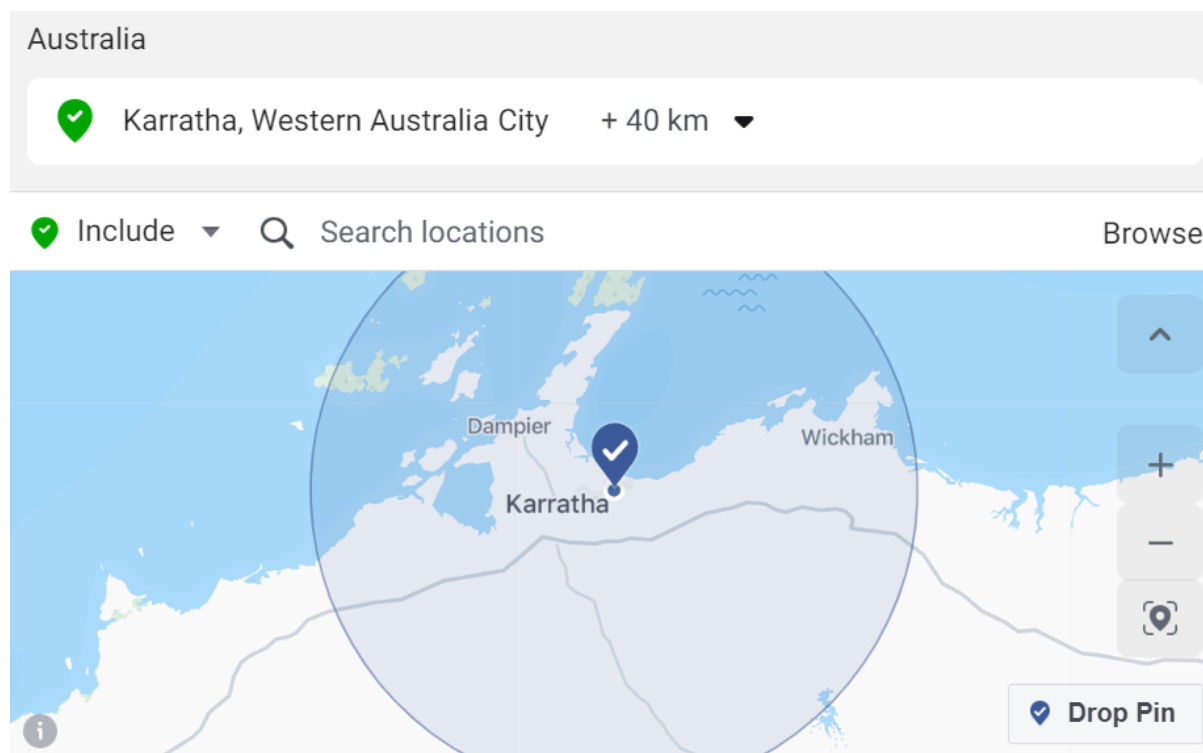 Australia
Karratha, Western Australia City + 40 km
Include Search locations Browse
Dampier
Wickham
Karratha
Drop Pin